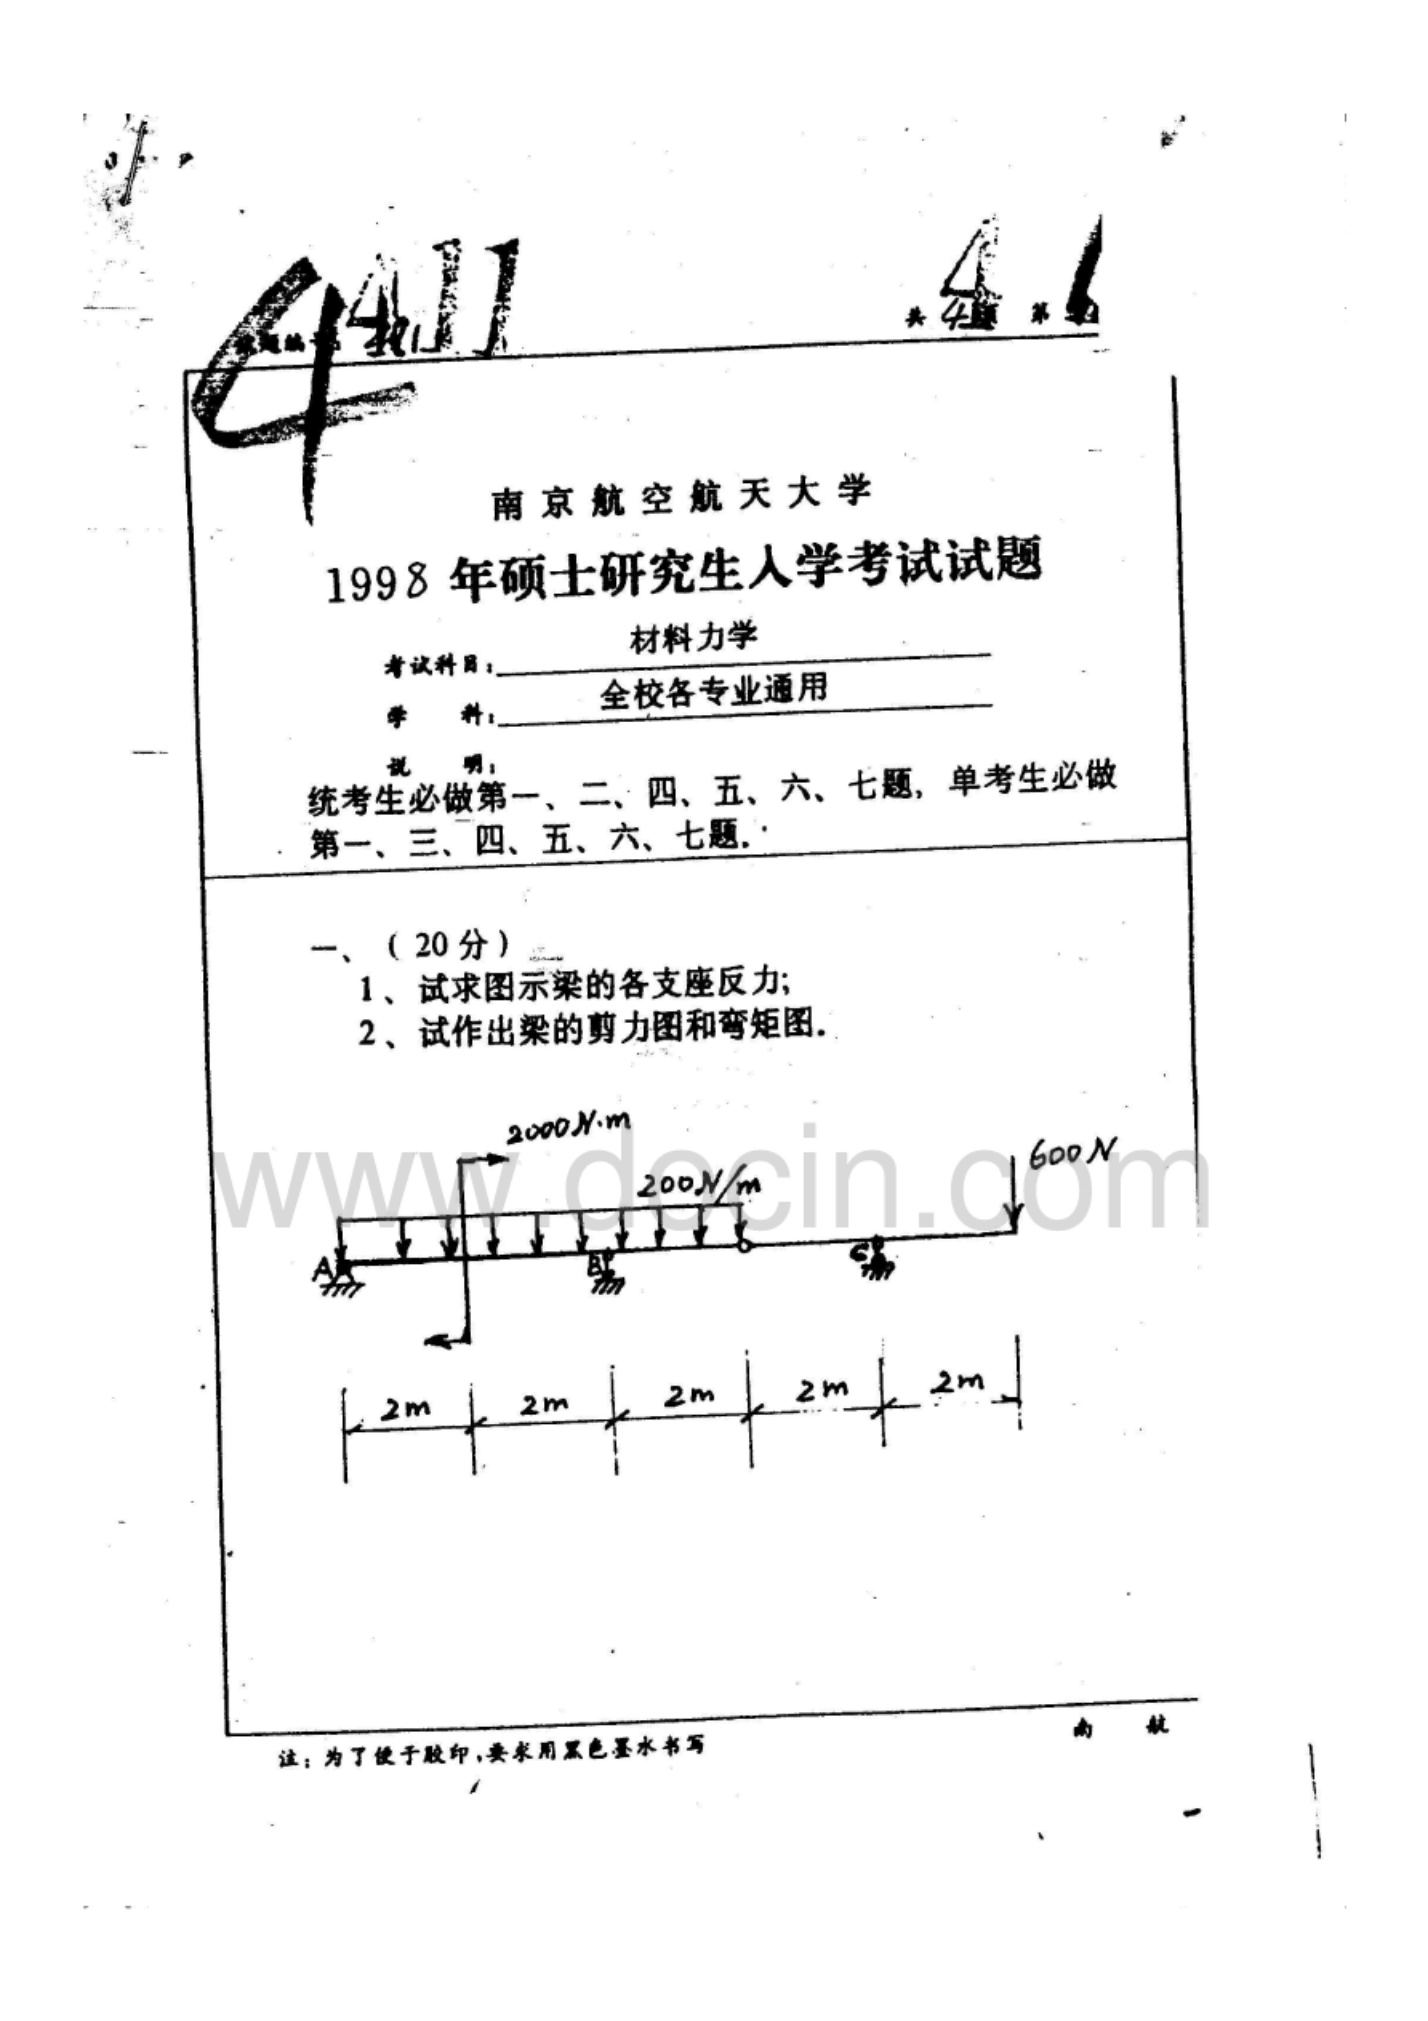 共 4 第
南京航空航天大学
1998年硕士研究生入学考试试题
考试科目: 材料力学
学 科: 全校各专业通用
说 明:
统考生必做第一、二、四、五、六、七题, 单考生必做
第一、三、四、五、六、七题.
一、( 20 分)
1、试求图示梁的各支座反力;
2、试作出梁的剪力图和弯矩图.
2000N·m
600N
200N/m
www.docin.com
A B C
2m 2m 2m 2m 2m
南 航
注: 为了便于胶印,要求用黑色墨水书写